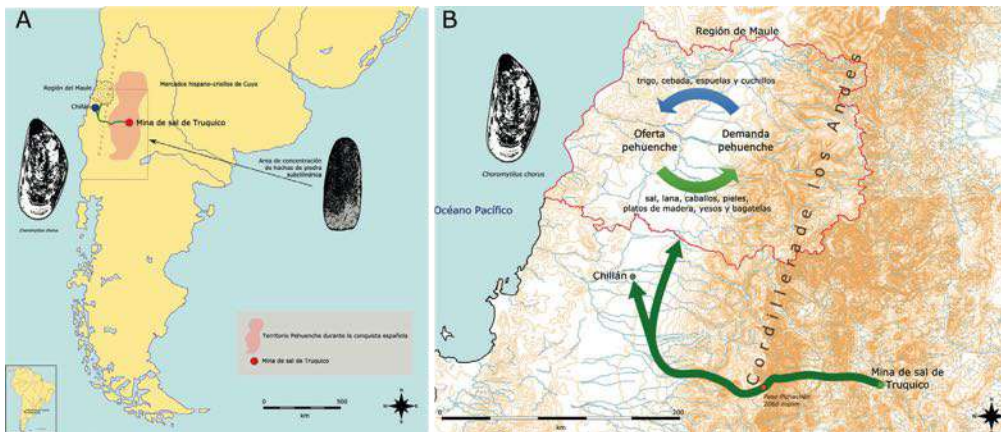 A
Mercados hispano-criollos de Cuyo
Región del Maule
Chillán
Mina de sal de Truquico
Area de concentración
de hachas de piedra
subcilíndrica
Choromytilus chorus
Territorio Pehuenche durante la conquista española
Mina de sal de Truquico
0
500
km
B
Región de Maule
trigo, cebada, espuelas y cuchillos
Oferta
pehuenche
Demanda
pehuenche
sal, lana, caballos, pieles,
platos de madera, yesos y bagatelas
Choromytilus chorus
Océano Pacífico
Chillán
Cordillera de los Andes
Mina de sal de
Truquico
0
200
km